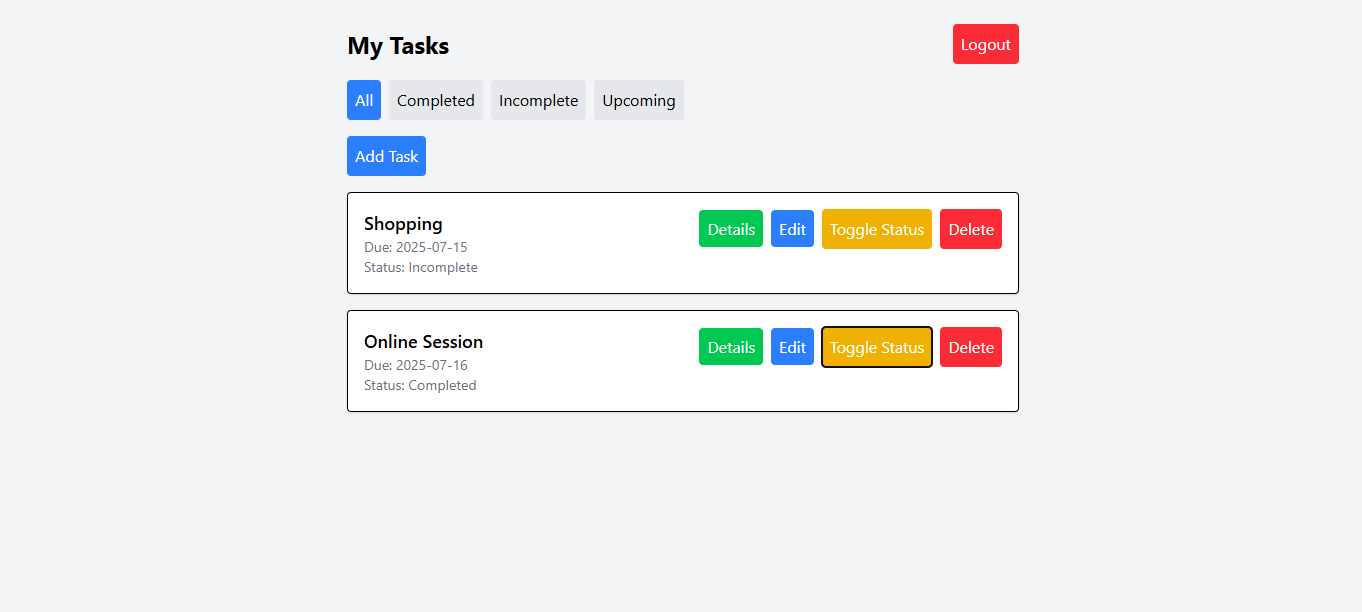 My Tasks
Logout
All Completed Incomplete Upcoming
Add Task
Shopping
Details Edit Toggle Status Delete
Due: 2025-07-15
Status: Incomplete
Online Session
Details Edit Toggle Status Delete
Due: 2025-07-16
Status: Completed